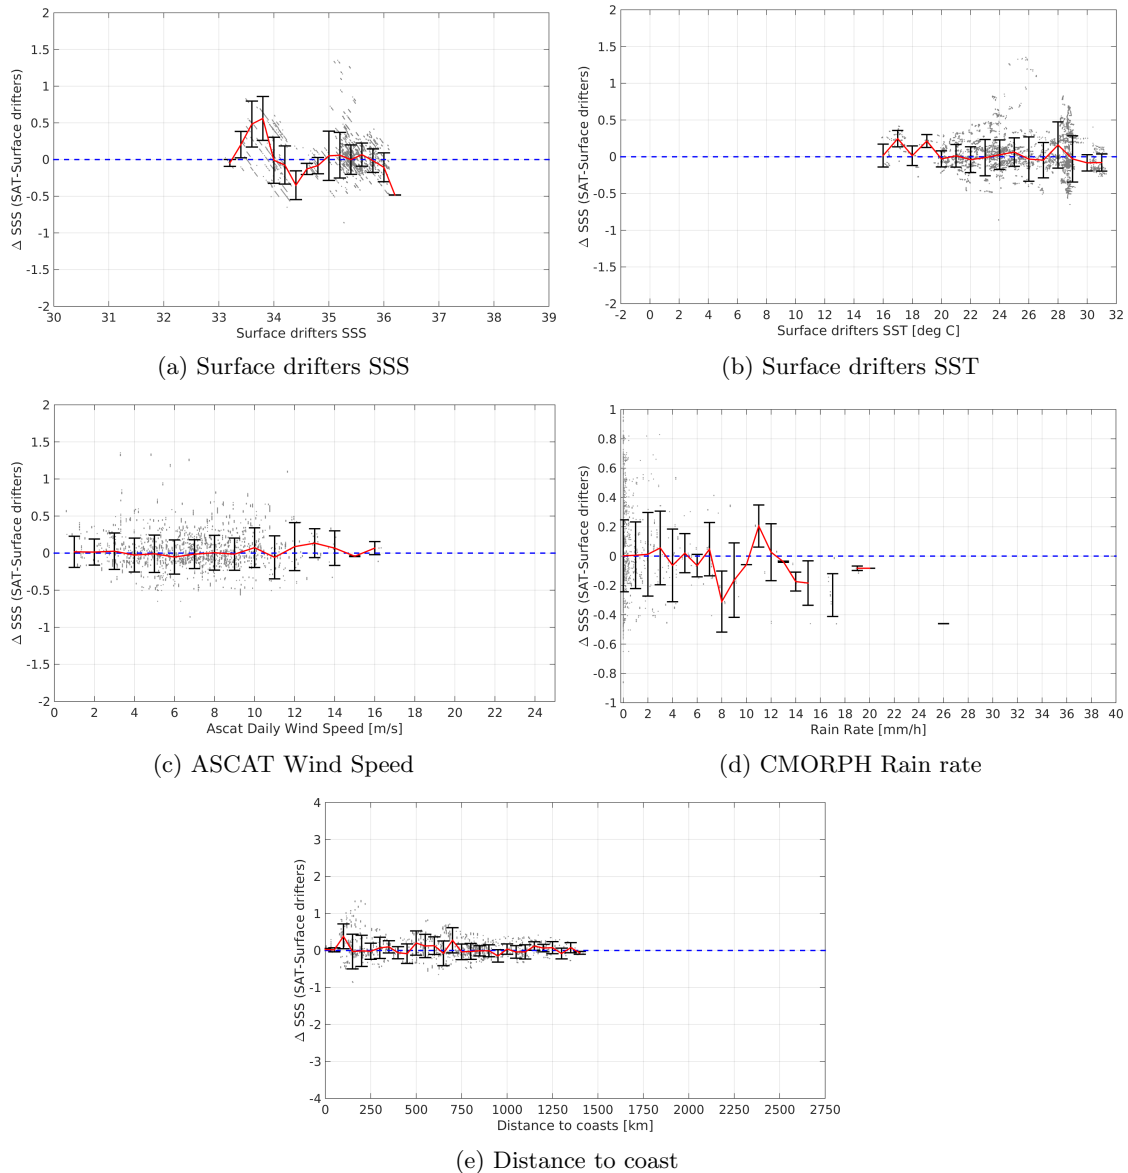 2
1.5
1
0.5
0
-0.5
-1
-1.5
-2
Δ SSS (SAT-Surface drifters)
30 31 32 33 34 35 36 37 38 39
Surface drifters SSS
(a) Surface drifters SSS
2
1.5
1
0.5
0
-0.5
-1
-1.5
-2
Δ SSS (SAT-Surface drifters)
-2 0 2 4 6 8 10 12 14 16 18 20 22 24 26 28 30 32
Surface drifters SST [deg C]
(b) Surface drifters SST
2
1.5
1
0.5
0
-0.5
-1
-1.5
-2
Δ SSS (SAT-Surface drifters)
0 2 4 6 8 10 12 14 16 18 20 22 24
Ascat Daily Wind Speed [m/s]
(c) ASCAT Wind Speed
1
0.8
0.6
0.4
0.2
0
-0.2
-0.4
-0.6
-0.8
-1
Δ SSS (SAT-Surface drifters)
0 2 4 6 8 10 12 14 16 18 20 22 24 26 28 30 32 34 36 38 40
Rain Rate [mm/h]
(d) CMORPH Rain rate
4
3
2
1
0
-1
-2
-3
-4
Δ SSS (SAT-Surface drifters)
0 250 500 750 1000 1250 1500 1750 2000 2250 2500 2750
Distance to coasts [km]
(e) Distance to coast